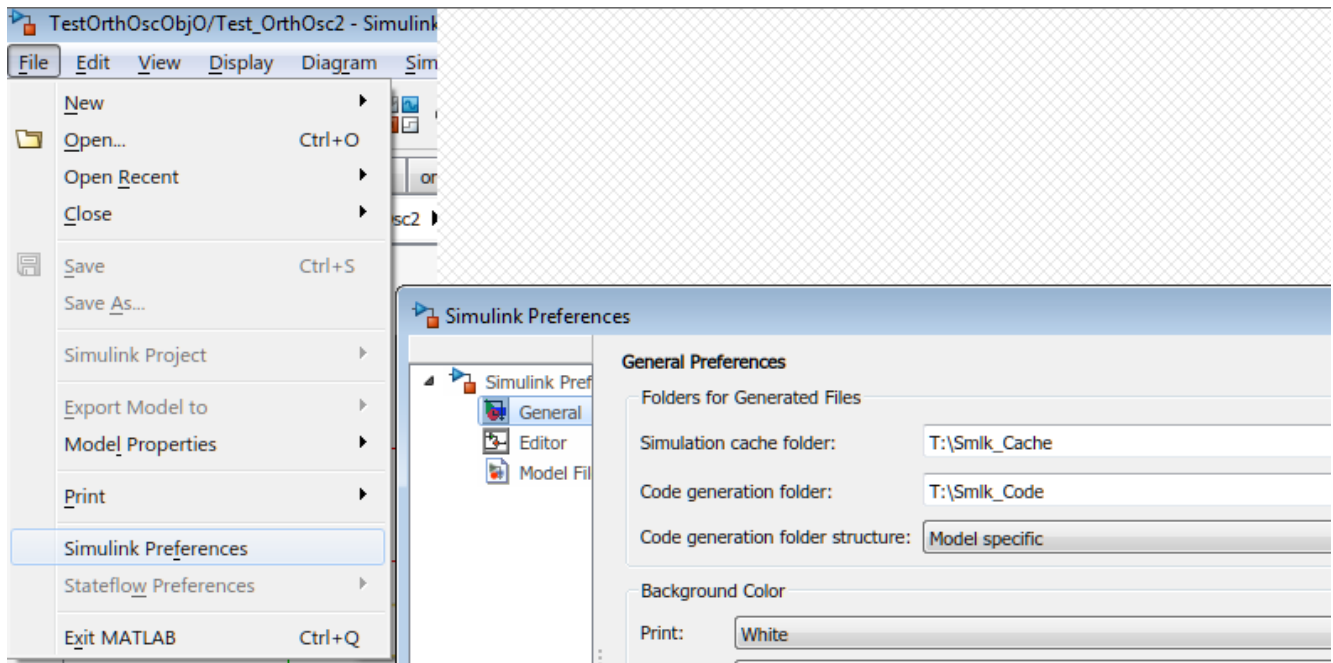 TestOrthOscObjO/Test_OrthOsc2 - Simulink
File Edit View Display Diagram Sim
New
Open... Ctrl+O
Open Recent
Close
Save Ctrl+S
Save As...
Simulink Project
Export Model to
Model Properties
Print
Simulink Preferences
Stateflow Preferences
Exit MATLAB Ctrl+Q
or
sc2
Simulink Preferences
Simulink Pref
General
Editor
Model Fil
General Preferences
Folders for Generated Files
Simulation cache folder: T:\Smlk_Cache
Code generation folder: T:\Smlk_Code
Code generation folder structure: Model specific
Background Color
Print: White